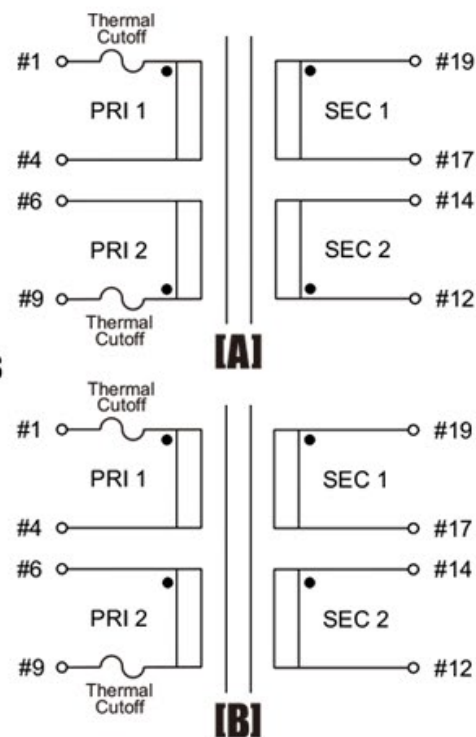 Thermal
Cutoff
#1
#19
PRI 1
SEC 1
#4
#17
#6
#14
PRI 2
SEC 2
#9
#12
Thermal
Cutoff
[A]
Thermal
Cutoff
#1
#19
PRI 1
SEC 1
#4
#17
#6
#14
PRI 2
SEC 2
#9
#12
Thermal
Cutoff
[B]